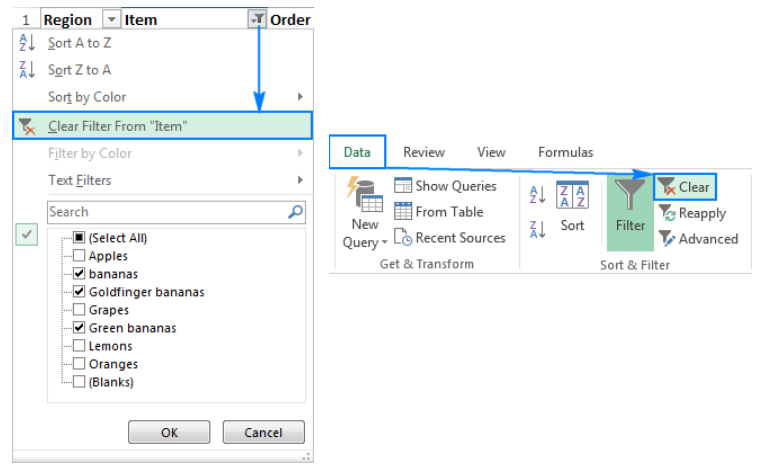 1 Region Item Order
Sort A to Z
Sort Z to A
Sort by Color
Clear Filter From "Item"
Filter by Color
Text Filters
Search
(Select All)
Apples
bananas
Goldfinger bananas
Grapes
Green bananas
Lemons
Oranges
(Blanks)
OK Cancel
Data Review View Formulas
New
Query
Show Queries
From Table
Recent Sources
Get & Transform
Sort
Filter
Clear
Reapply
Advanced
Sort & Filter